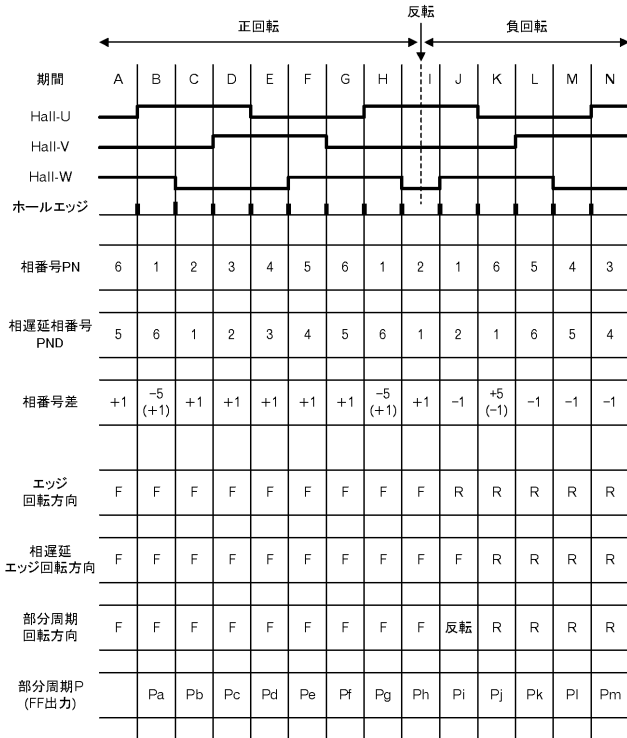 反転
正回転 負回転
期間 A B C D E F G H I J K L M N
Hall-U
Hall-V
Hall-W
ホールエッジ
相番号PN 6 1 2 3 4 5 6 1 2 1 6 5 4 3
相遅延相番号
PND 5 6 1 2 3 4 5 6 1 2 1 6 5 4
相番号差 +1 -5 (+1) +1 +1 +1 +1 +1 -5 (+1) +1 -1 +5 (-1) -1 -1 -1
エッジ
回転方向 F F F F F F F F F R R R R R
相遅延
エッジ回転方向 F F F F F F F F F F R R R R
部分周期
回転方向 F F F F F F F F F 反転 R R R R
部分周期P
(FF出力) Pa Pb Pc Pd Pe Pf Pg Ph Pi Pj Pk Pl Pm